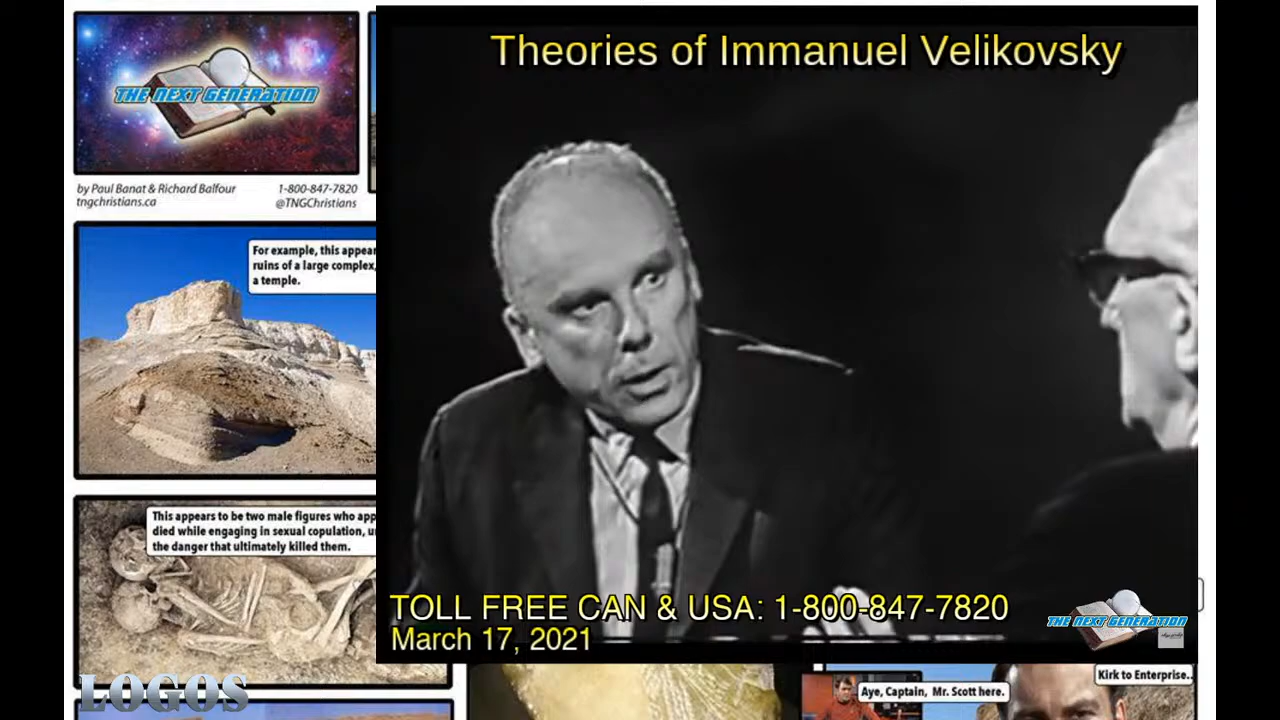 Theories of Immanuel Velikovsky
THE NEXT GENERATION
by Paul Banat & Richard Balfour
1-800-847-7820
tngchristians.ca
@TNGChristians
For example, this appear
ruins of a large complex,
a temple.
This appears to be two male figures who app
died while engaging in sexual copulation, u
the danger that ultimately killed them.
TOLL FREE CAN & USA: 1-800-847-7820
March 17, 2021
THE NEXT GENERATION
LOGOS
Aye, Captain, Mr. Scott here.
Kirk to Enterprise..